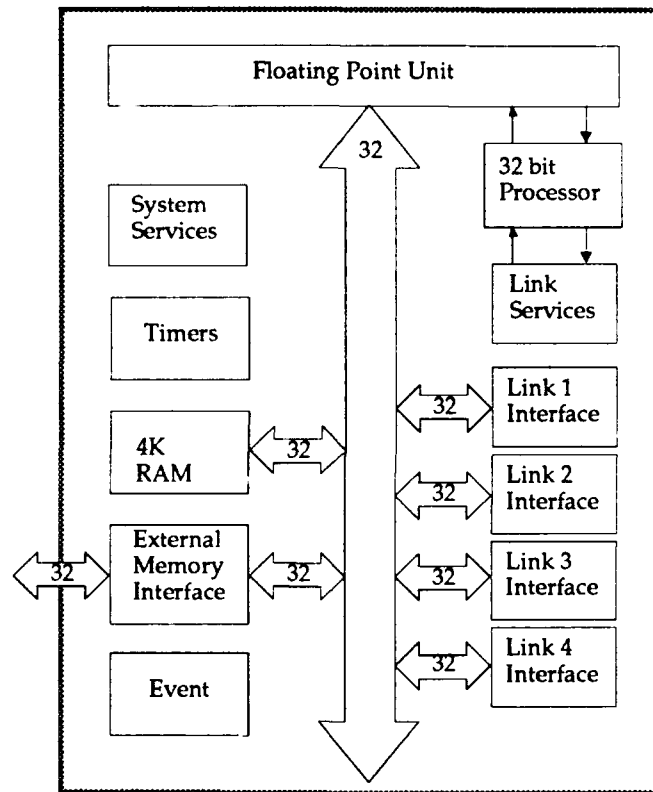 Floating Point Unit
32
32 bit
Processor
System
Services
Link
Services
Timers
Link 1
Interface
32
4K
RAM
32
Link 2
Interface
32
External
Memory
Interface
32
32
Link 3
Interface
32
Link 4
Interface
32
Event